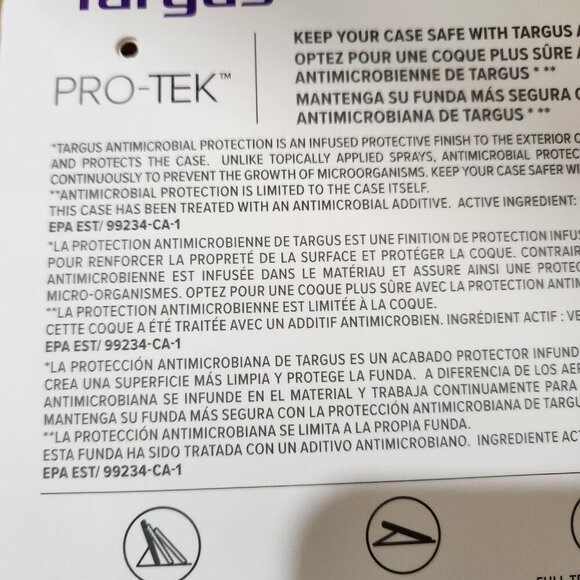 Targus
PRO-TEK™
KEEP YOUR CASE SAFE WITH TARGUS
OPTEZ POUR UNE COQUE PLUS SÛRE
ANTIMICROBIENNE DE TARGUS * **
MANTENGA SU FUNDA MÁS SEGURA
ANTIMICROBIANA DE TARGUS * **
*TARGUS ANTIMICROBIAL PROTECTION IS AN INFUSED PROTECTIVE FINISH TO THE EXTERIOR
AND PROTECTS THE CASE. UNLIKE TOPICALLY APPLIED SPRAYS, ANTIMICROBIAL
CONTINUOUSLY TO PREVENT THE GROWTH OF MICROORGANISMS. KEEP YOUR CASE SAFER
**ANTIMICROBIAL PROTECTION IS LIMITED TO THE CASE ITSELF.
THIS CASE HAS BEEN TREATED WITH AN ANTIMICROBIAL ADDITIVE. ACTIVE INGREDIENT:
EPA EST/ 99234-CA-1
*LA PROTECTION ANTIMICROBIENNE DE TARGUS EST UNE FINITION DE PROTECTION
POUR RENFORCER LA PROPRETÉ DE LA SURFACE ET PROTÉGER LA COQUE.
ANTIMICROBIENNE EST INFUSÉE DANS LE MATÉRIAU ET ASSURE AINSI UNE
MICRO-ORGANISMES. OPTEZ POUR UNE COQUE PLUS SÛRE AVEC LA PROTECTION
**LA PROTECTION ANTIMICROBIENNE EST LIMITÉE À LA COQUE.
CETTE COQUE A ÉTÉ TRAITÉE AVEC UN ADDITIF ANTIMICROBIEN. INGRÉDIENT ACTIF :
EPA EST/ 99234-CA-1
*LA PROTECCIÓN ANTIMICROBIANA DE TARGUS ES UN ACABADO PROTECTOR
CREA UNA SUPERFICIE MÁS LIMPIA Y PROTEGE LA FUNDA. A DIFERENCIA DE LOS
ANTIMICROBIANA SE INFUNDE EN EL MATERIAL Y TRABAJA CONTINUAMENTE PARA
MANTENGA SU FUNDA MÁS SEGURA CON LA PROTECCIÓN ANTIMICROBIANA DE
**LA PROTECCIÓN ANTIMICROBIANA SE LIMITA A LA PROPIA FUNDA.
ESTA FUNDA HA SIDO TRATADA CON UN ADITIVO ANTIMICROBIANO. INGREDIENTE
EPA EST/ 99234-CA-1